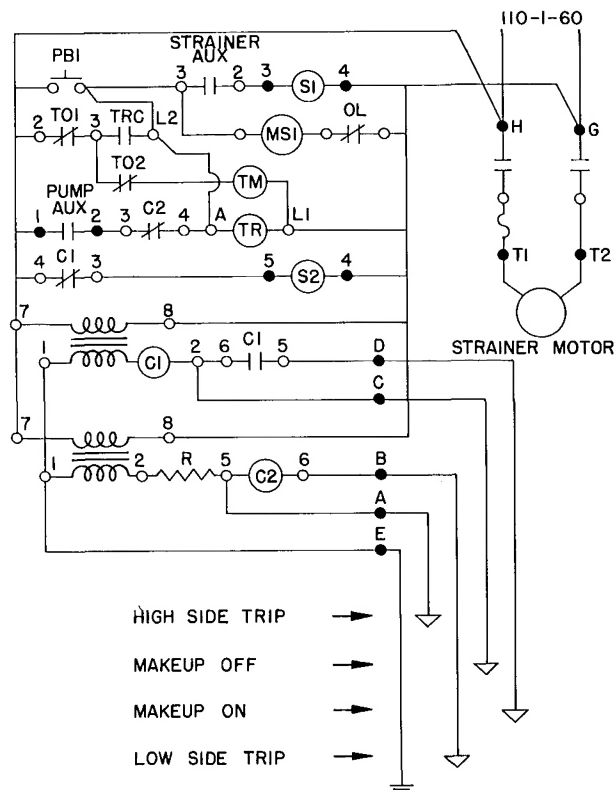 110-1-60
STRAINER
AUX
PB1
3 2 3 S1 4
H
G
2 TO1 3 TRC L2
MS1 OL
TO2 TM
PUMP
AUX
1 2 3 C2 4 A TR L1
4 C1 3 5 S2 4
T1 T2
7 8
STRAINER MOTOR
1 C1 2 6 C1 5 D
C
7 8
1 2 R 5 C2 6 B
A
E
HIGH SIDE TRIP
MAKEUP OFF
MAKEUP ON
LOW SIDE TRIP